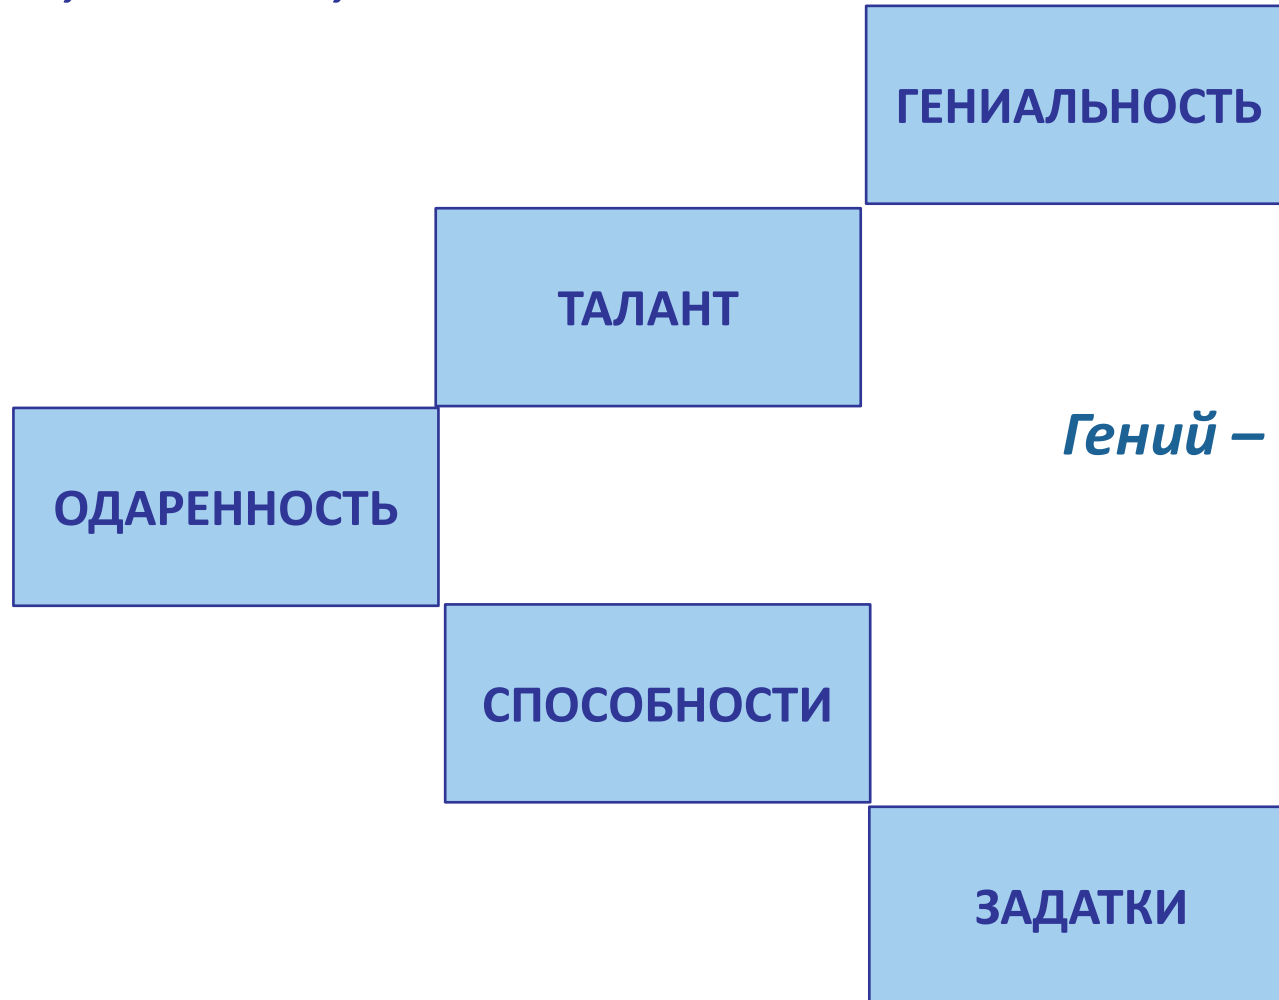 ГЕНИАЛЬНОСТЬ
ТАЛАНТ
Гений –
ОДАРЕННОСТЬ
СПОСОБНОСТИ
ЗАДАТКИ